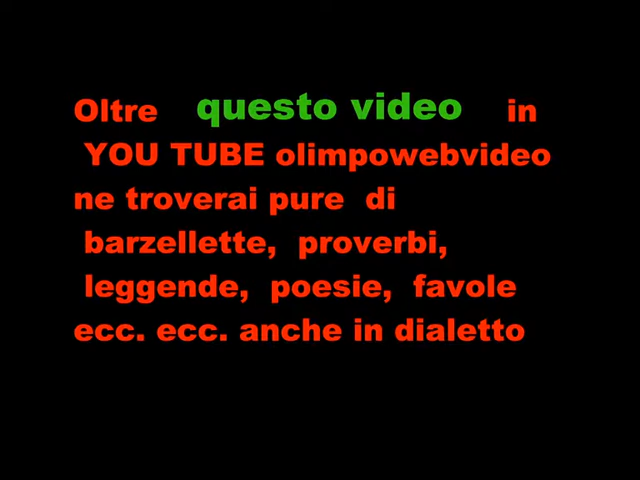 Oltre questo video in
YOU TUBE olimpowebvideo
ne troverai pure di
barzellette, proverbi,
leggende, poesie, favole
ecc. ecc. anche in dialetto